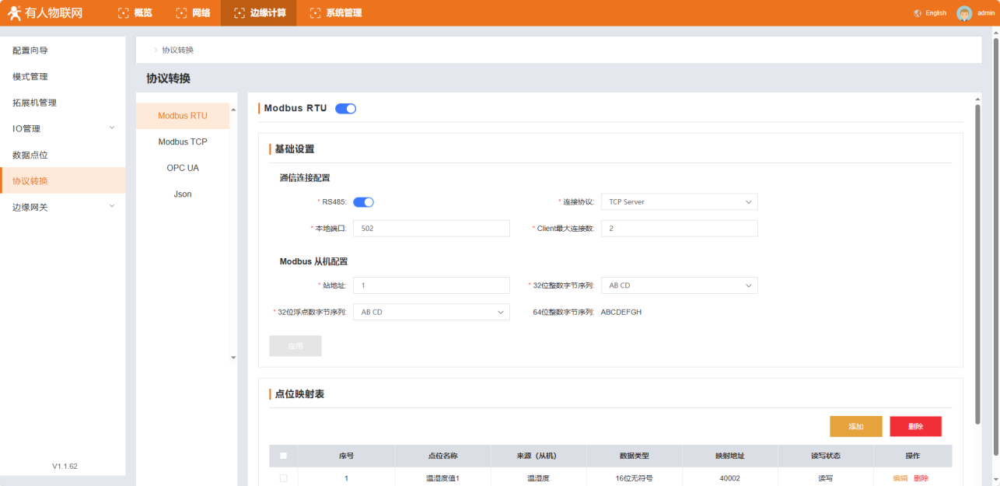 有人物联网
概览
网络
边缘计算
系统管理
English
admin
配置向导
模式管理
拓展机管理
IO管理
数据点位
协议转换
边缘网关
V1.1.62
协议转换
协议转换
Modbus RTU
Modbus TCP
OPC UA
Json
Modbus RTU
基础设置
通信连接配置
* RS485:
* 连接协议: TCP Server
* 本地端口: 502
* Client最大连接数: 2
Modbus 从机配置
* 站地址: 1
* 32位整数字节序列: AB CD
* 32位浮点数字节序列: AB CD
64位整数字节序列: ABCDEFGH
应用
点位映射表
添加
删除
序号 点位名称 来源（从机） 数据类型 映射地址 读写状态 操作
1 温湿度值1 温湿度 16位无符号 40002 读写 编辑 删除